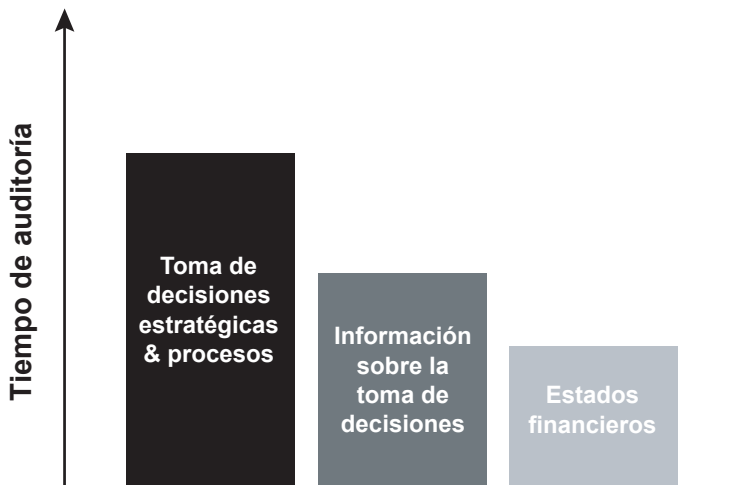 Tiempo de auditoría
Toma de
decisiones
estratégicas
& procesos
Información
sobre la
toma de
decisiones
Estados
financieros